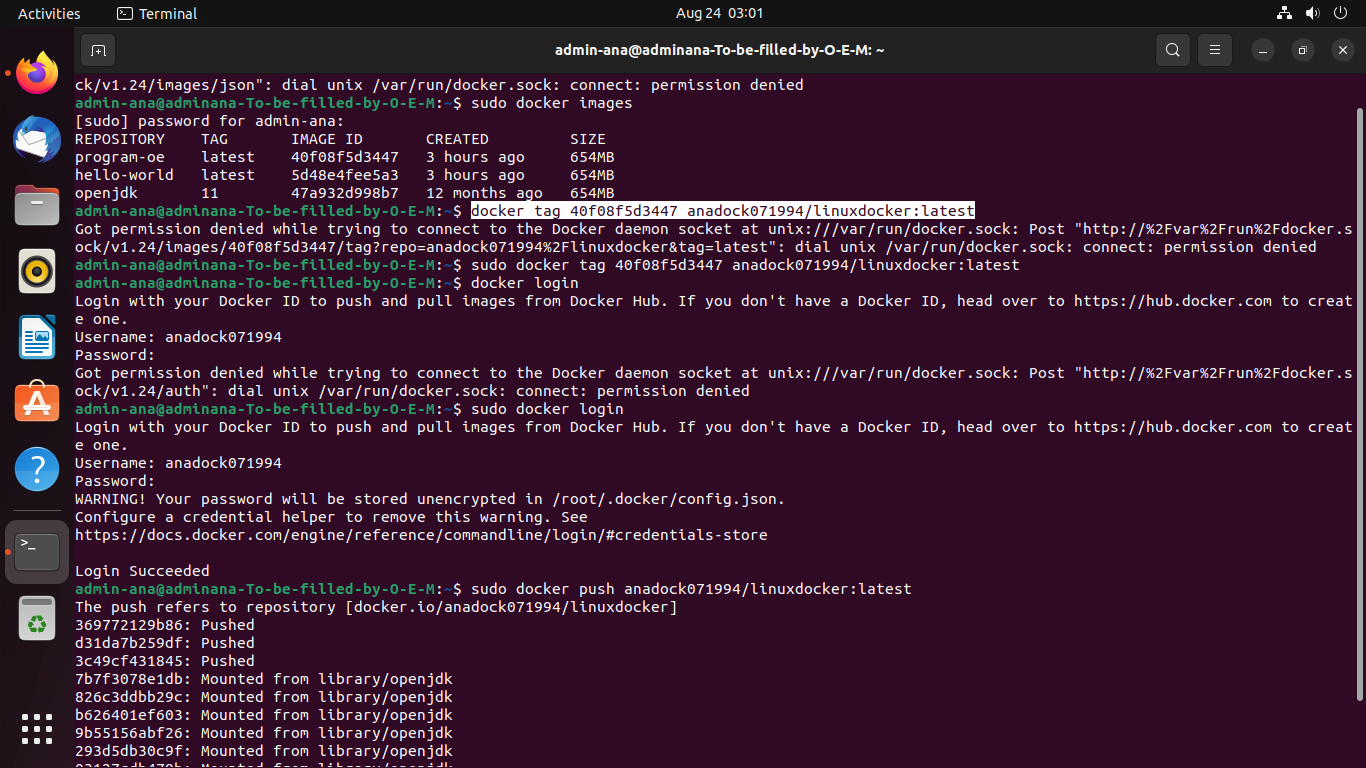 Activities
Terminal
Aug 24 03:01
admin-ana@adminana-To-be-filled-by-O-E-M: ~
ck/v1.24/images/json": dial unix /var/run/docker.sock: connect: permission denied
admin-ana@adminana-To-be-filled-by-O-E-M:~$ sudo docker images
[sudo] password for admin-ana:
REPOSITORY TAG IMAGE ID CREATED SIZE
program-oe latest 40f08f5d3447 3 hours ago 654MB
hello-world latest 5d48e4fee5a3 3 hours ago 654MB
openjdk 11 47a932d998b7 12 months ago 654MB
admin-ana@adminana-To-be-filled-by-O-E-M:~$ docker tag 40f08f5d3447 anadock071994/linuxdocker:latest
Got permission denied while trying to connect to the Docker daemon socket at unix:///var/run/docker.sock: Post "http://%2Fvar%2Frun%2Fdocker.s
ock/v1.24/images/40f08f5d3447/tag?repo=anadock071994%2Flinuxdocker&tag=latest": dial unix /var/run/docker.sock: connect: permission denied
admin-ana@adminana-To-be-filled-by-O-E-M:~$ sudo docker tag 40f08f5d3447 anadock071994/linuxdocker:latest
admin-ana@adminana-To-be-filled-by-O-E-M:~$ docker login
Login with your Docker ID to push and pull images from Docker Hub. If you don't have a Docker ID, head over to https://hub.docker.com to creat
e one.
Username: anadock071994
Password:
Got permission denied while trying to connect to the Docker daemon socket at unix:///var/run/docker.sock: Post "http://%2Fvar%2Frun%2Fdocker.s
ock/v1.24/auth": dial unix /var/run/docker.sock: connect: permission denied
admin-ana@adminana-To-be-filled-by-O-E-M:~$ sudo docker login
Login with your Docker ID to push and pull images from Docker Hub. If you don't have a Docker ID, head over to https://hub.docker.com to creat
e one.
Username: anadock071994
Password:
WARNING! Your password will be stored unencrypted in /root/.docker/config.json.
Configure a credential helper to remove this warning. See
https://docs.docker.com/engine/reference/commandline/login/#credentials-store
Login Succeeded
admin-ana@adminana-To-be-filled-by-O-E-M:~$ sudo docker push anadock071994/linuxdocker:latest
The push refers to repository [docker.io/anadock071994/linuxdocker]
369772129b86: Pushed
d31da7b259df: Pushed
3c49cf431845: Pushed
7b7f3078e1db: Mounted from library/openjdk
826c3ddbb29c: Mounted from library/openjdk
b626401ef603: Mounted from library/openjdk
9b55156abf26: Mounted from library/openjdk
293d5db30c9f: Mounted from library/openjdk